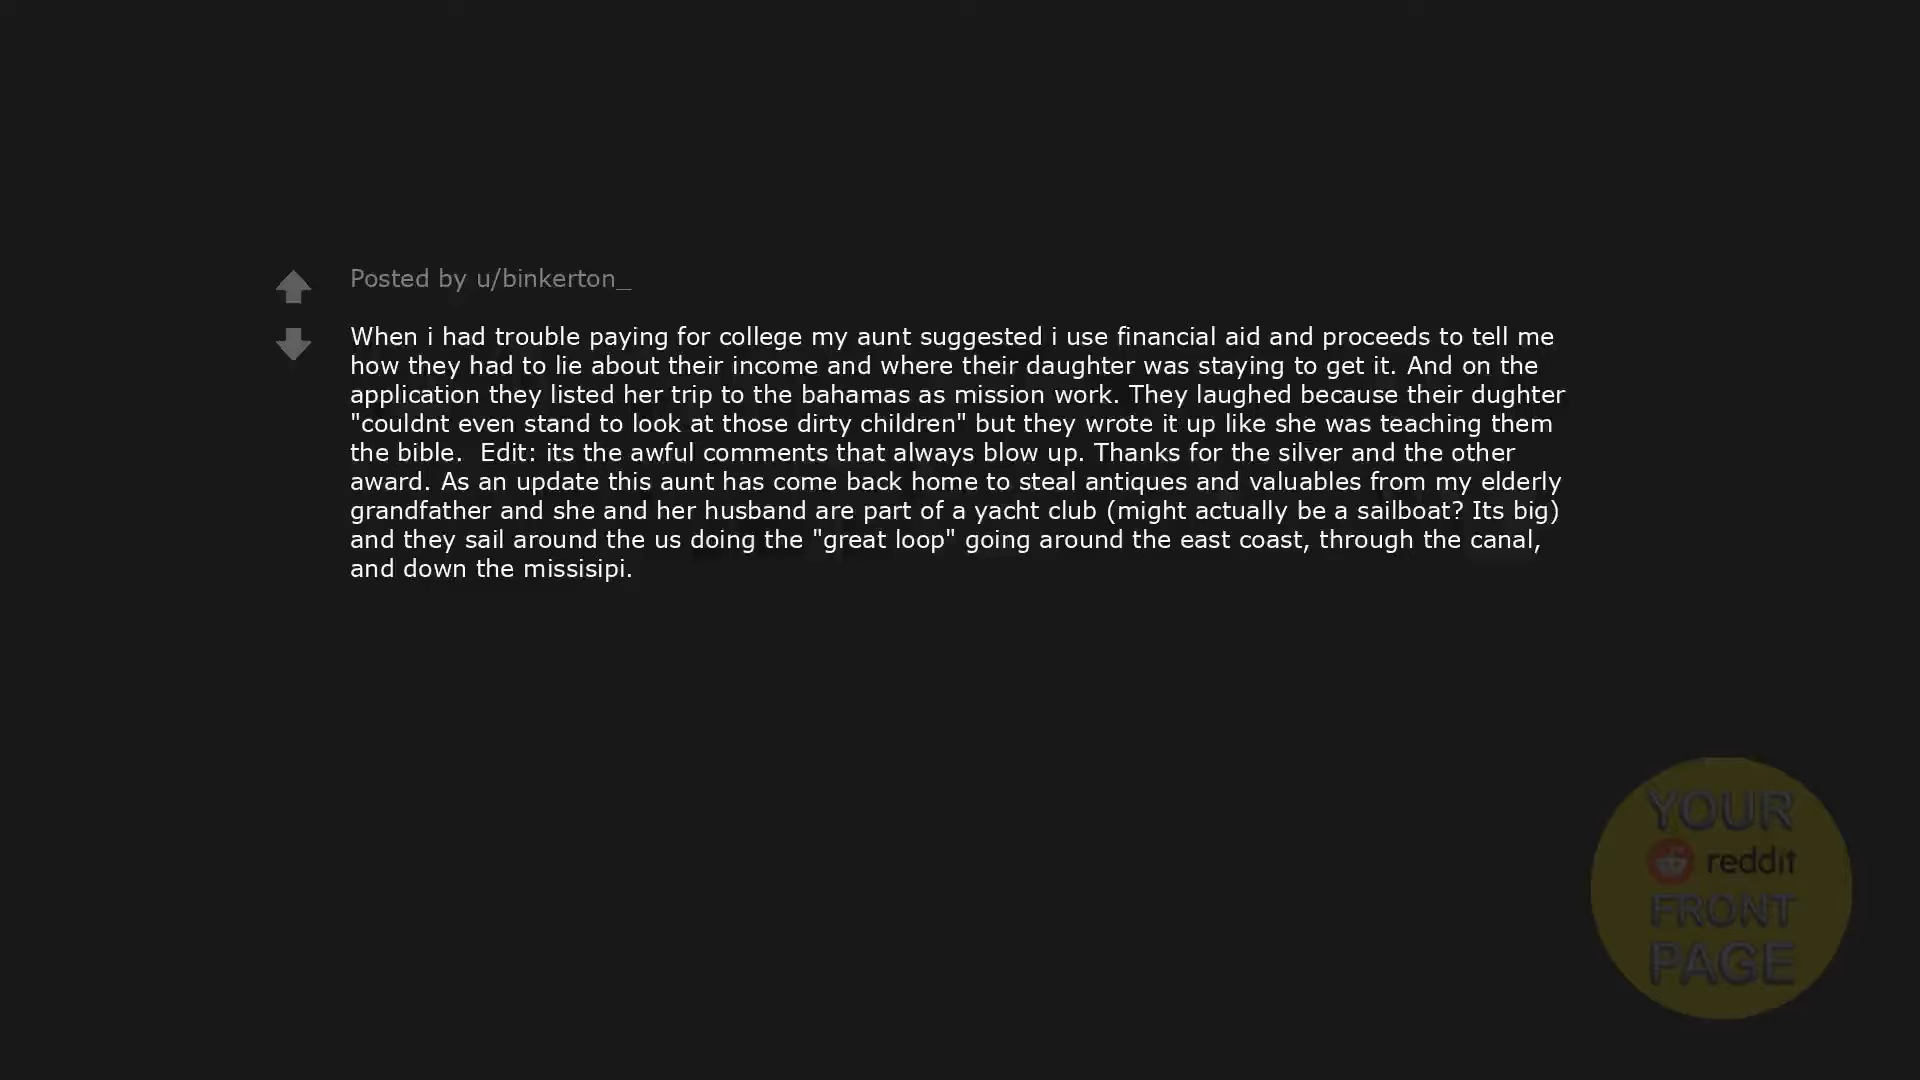 Posted by u/binkerton_
When i had trouble paying for college my aunt suggested i use financial aid and proceeds to tell me
how they had to lie about their income and where their daughter was staying to get it. And on the
application they listed her trip to the bahamas as mission work. They laughed because their dughter
"couldnt even stand to look at those dirty children" but they wrote it up like she was teaching them
the bible.  Edit: its the awful comments that always blow up. Thanks for the silver and the other
award. As an update this aunt has come back home to steal antiques and valuables from my elderly
grandfather and she and her husband are part of a yacht club (might actually be a sailboat? Its big)
and they sail around the us doing the "great loop" going around the east coast, through the canal,
and down the missisipi.
YOUR
reddit
FRONT
PAGE